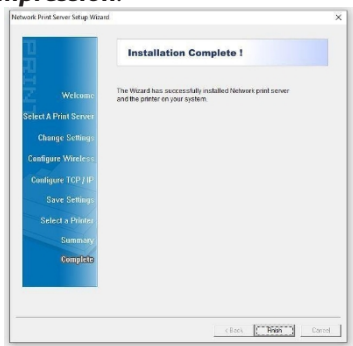 impression.
Network Print Server Setup Wizard
PRINT
Installation Complete !
The Wizard has successfully installed Network print server
and the printer on your system.
Welcome
Select A Print Server
Change Settings
Configure Wireless
Configure TCP / IP
Save Settings
Select a Printer
Summary
Complete
< Back
Finish
Cancel